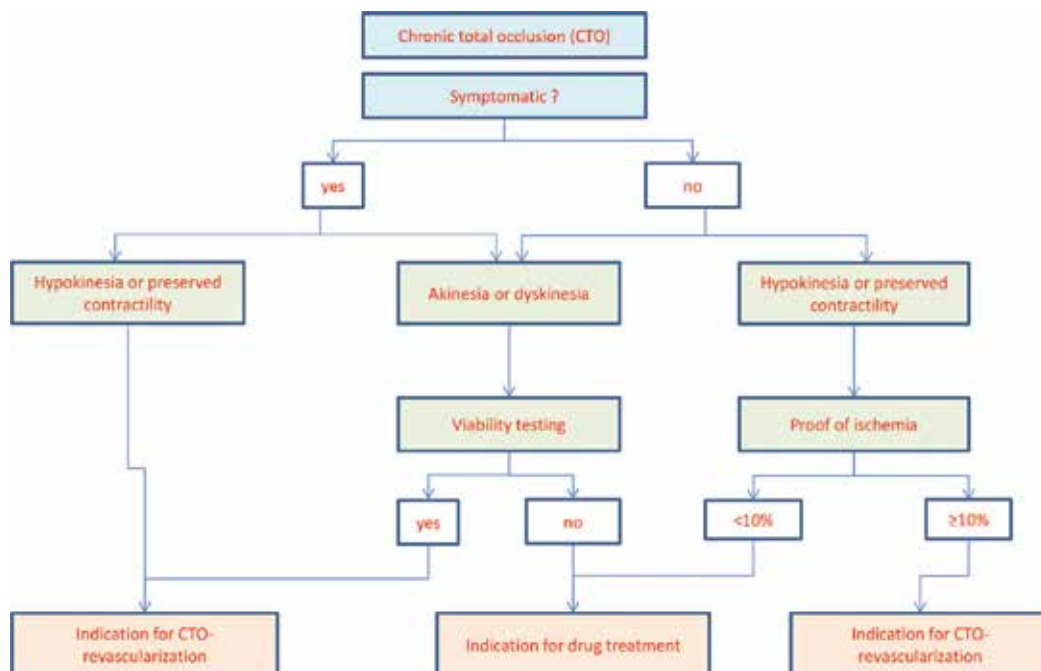 Chronic total occlusion (CTO)
Symptomatic ?
yes
no
Hypokinesia or preserved
contractility
Akinesia or dyskinesia
Hypokinesia or preserved
contractility
Viability testing
Proof of ischemia
yes
no
<10%
≥10%
Indication for CTO-
revascularization
Indication for drug treatment
Indication for CTO-
revascularization